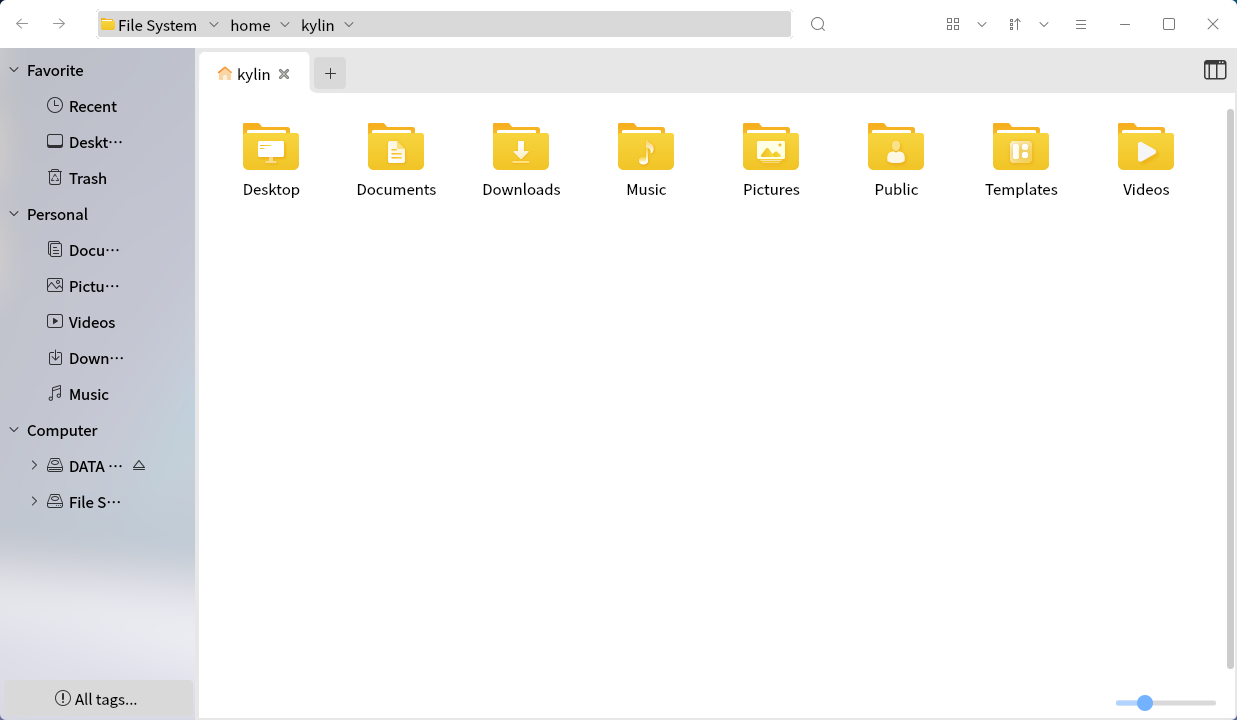 File System home kylin
Favorite
Recent
Deskt···
Trash
Personal
Docu···
Pictu···
Videos
Down···
Music
Computer
DATA ···
File S···
All tags...
kylin
Desktop Documents Downloads Music Pictures Public Templates Videos